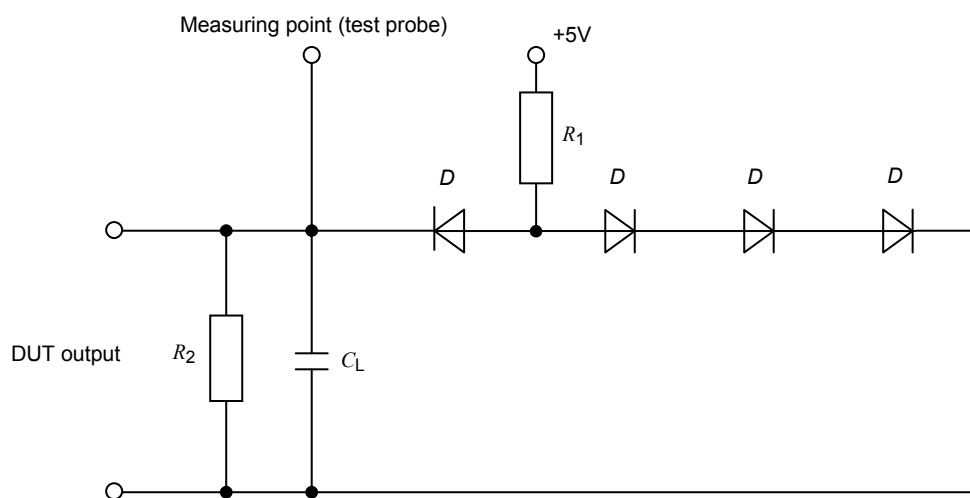 Measuring point (test probe)
+5V
R1
D
D
D
D
DUT output
R2
CL